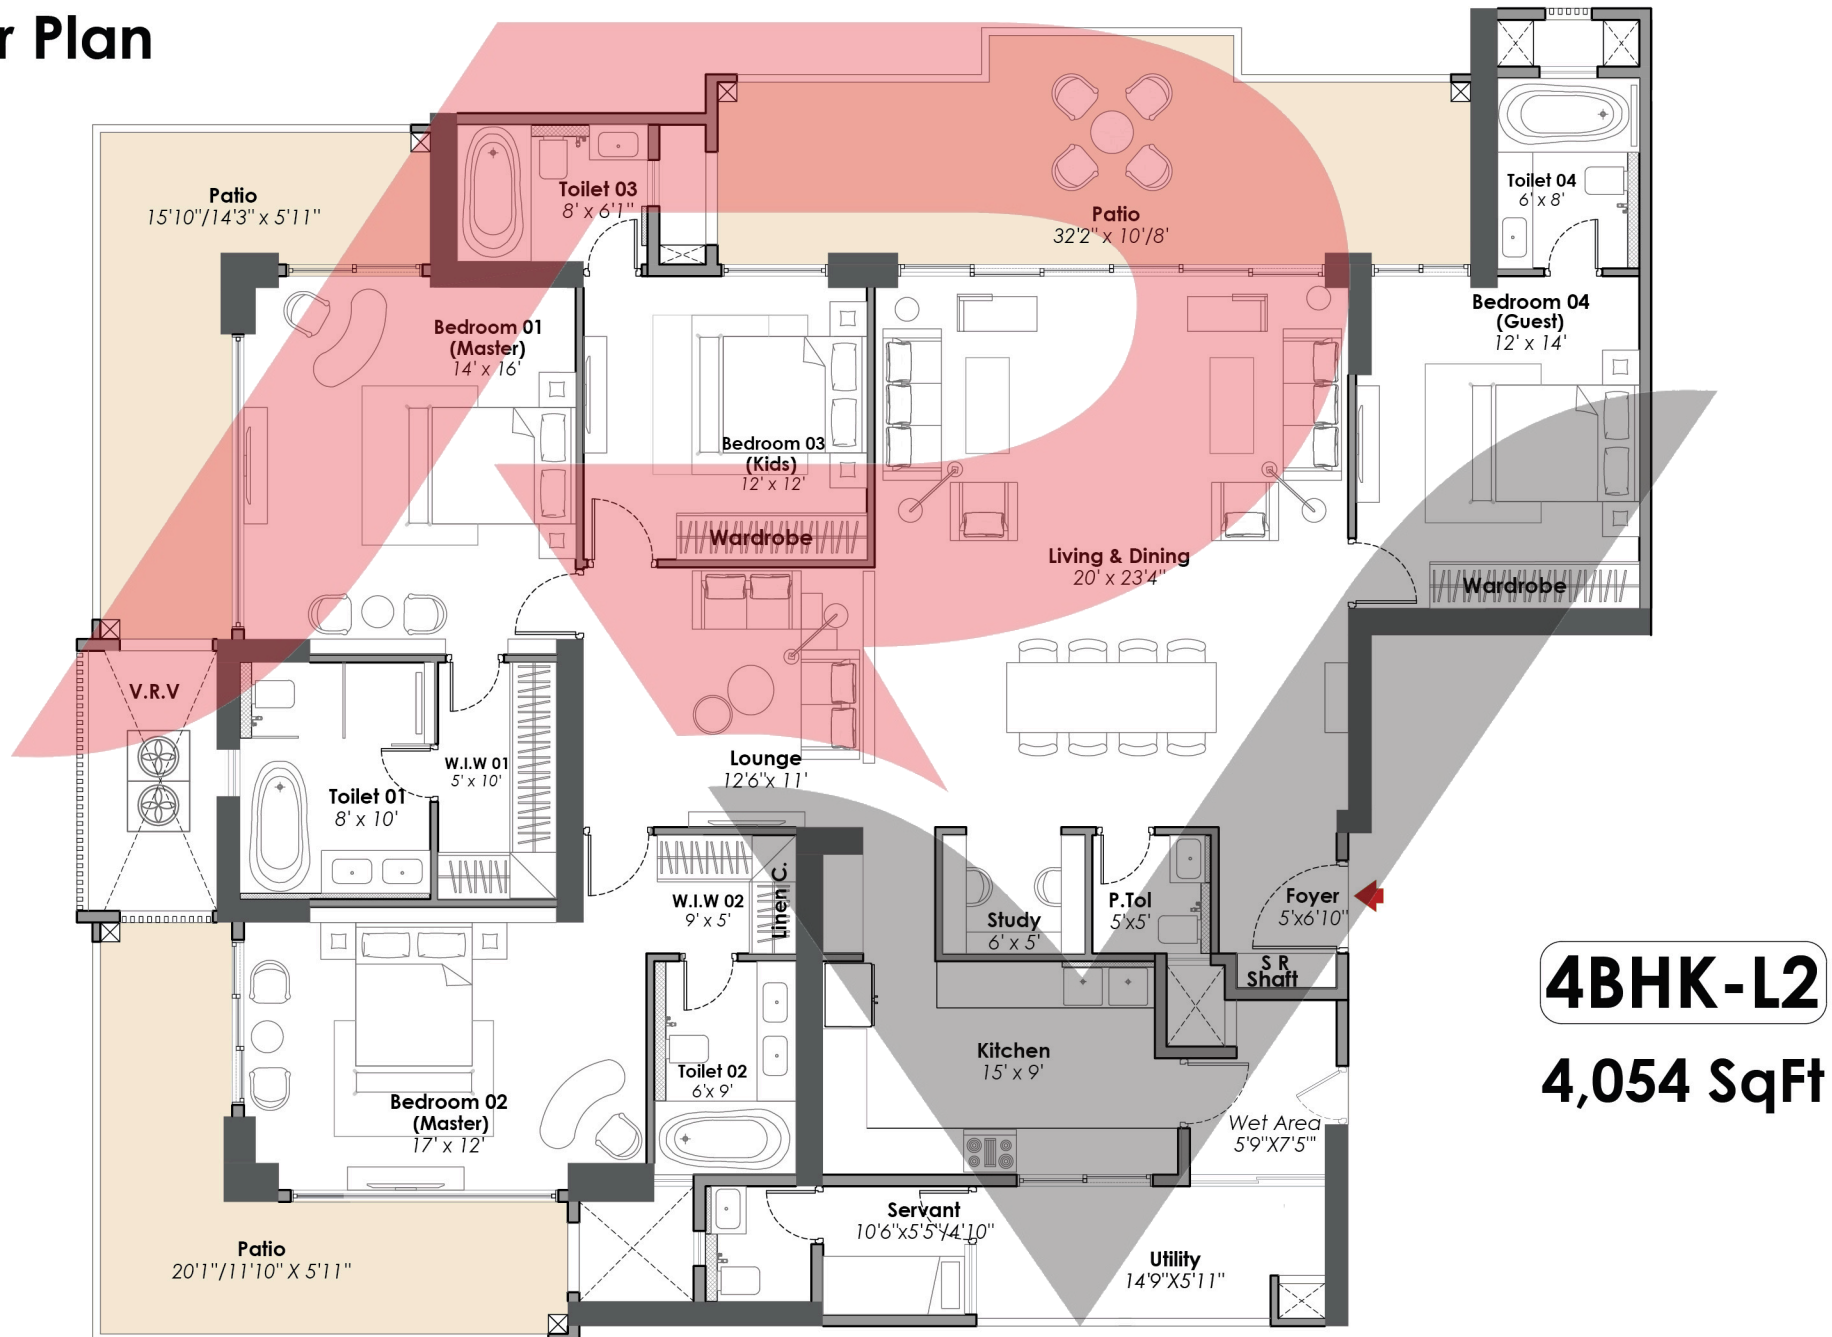 r Plan
Patio
15'10"/14'3" x 5'11"
Toilet 03
8' x 6'1"
Patio
32'2" x 10'/8'
Toilet 04
6' x 8'
Bedroom 01
(Master)
14' x 16'
Bedroom 03
(Kids)
12' x 12'
Wardrobe
Living & Dining
20' x 23'4"
Bedroom 04
(Guest)
12' x 14'
Wardrobe
V.R.V
Toilet 01
8' x 10'
W.I.W 01
5' x 10'
Lounge
12'6"x 11'
W.I.W 02
9' x 5'
Linen C.
Study
6' x 5'
P.Tol
5'x5'
Foyer
5'x6'10"
S R
Shaft
4BHK-L2
4,054 SqFt
Kitchen
15' x 9'
Toilet 02
6'x 9'
Bedroom 02
(Master)
17' x 12'
Wet Area
5'9"X7'5'"
Servant
10'6"x5'5"/4'10"
Utility
14'9"X5'11"
Patio
20'1"/11'10" X 5'11"